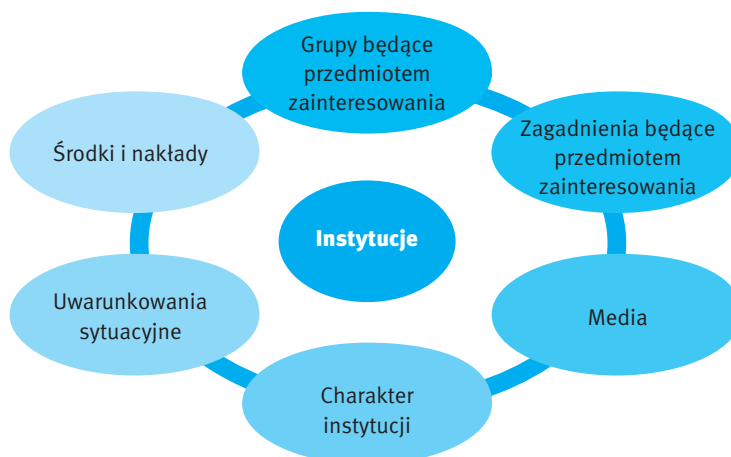 Grupy będące
przedmiotem
zainteresowania
Zagadnienia będące
przedmiotem
zainteresowania
Środki i nakłady
Instytucje
Uwarunkowania
sytuacyjne
Media
Charakter
instytucji